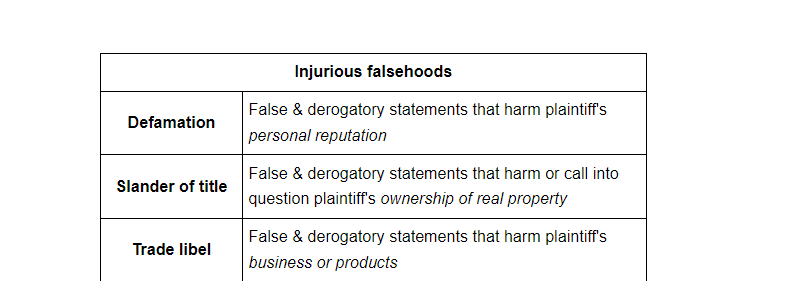 Injurious falsehoods
Defamation
False & derogatory statements that harm plaintiff's
personal reputation
Slander of title
False & derogatory statements that harm or call into
question plaintiff's ownership of real property
Trade libel
False & derogatory statements that harm plaintiff's
business or products